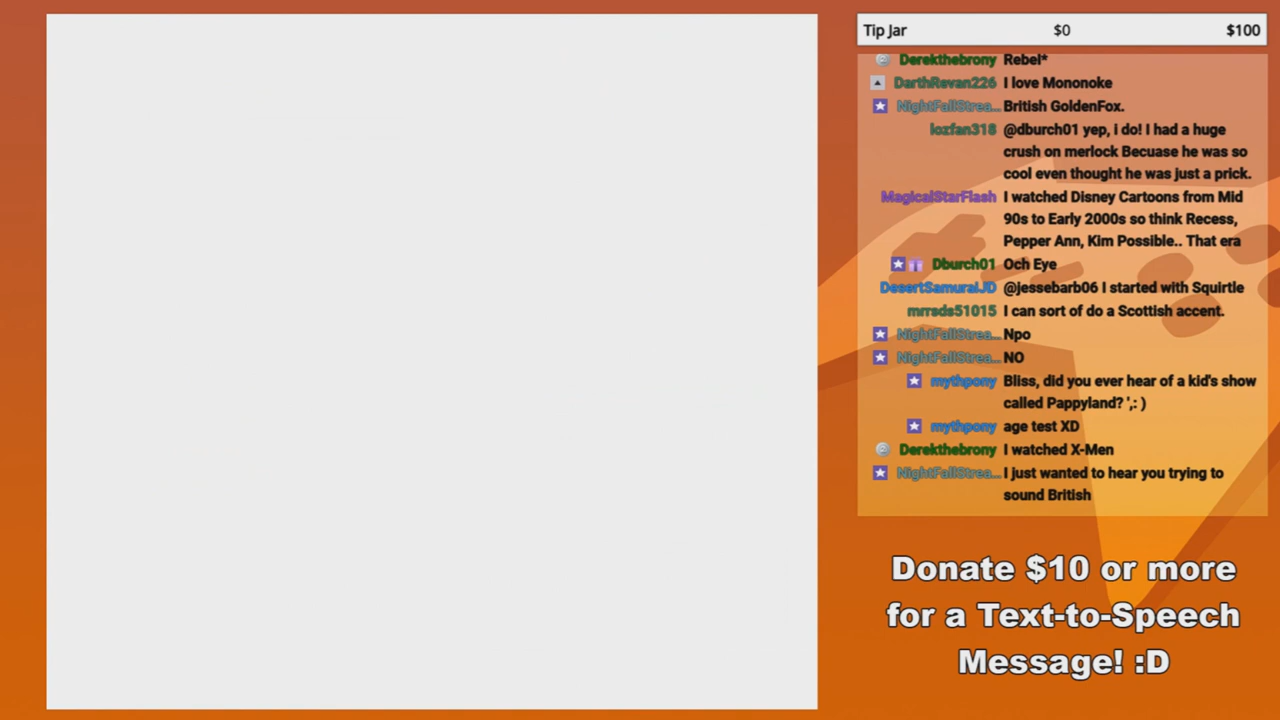 Tip Jar $0 $100
Derekthebrony Rebel*
DarthRevan226 I love Mononoke
NightFallStrea... British GoldenFox.
lozfan318 @dburch01 yep, i do! I had a huge
crush on merlock Becuase he was so
cool even thought he was just a prick.
MagicalStarFlash I watched Disney Cartoons from Mid
90s to Early 2000s so think Recess,
Pepper Ann, Kim Possible.. That era
Dburch01 Och Eye
DesertSamuraiJD @jessebarb06 I started with Squirtle
mrrsds51015 I can sort of do a Scottish accent.
NightFallStrea... Npo
NightFallStrea... NO
mythpony Bliss, did you ever hear of a kid's show
called Pappyland? ',: )
mythpony age test XD
Derekthebrony I watched X-Men
NightFallStrea... I just wanted to hear you trying to
sound British
Donate $10 or more
for a Text-to-Speech
Message! :D